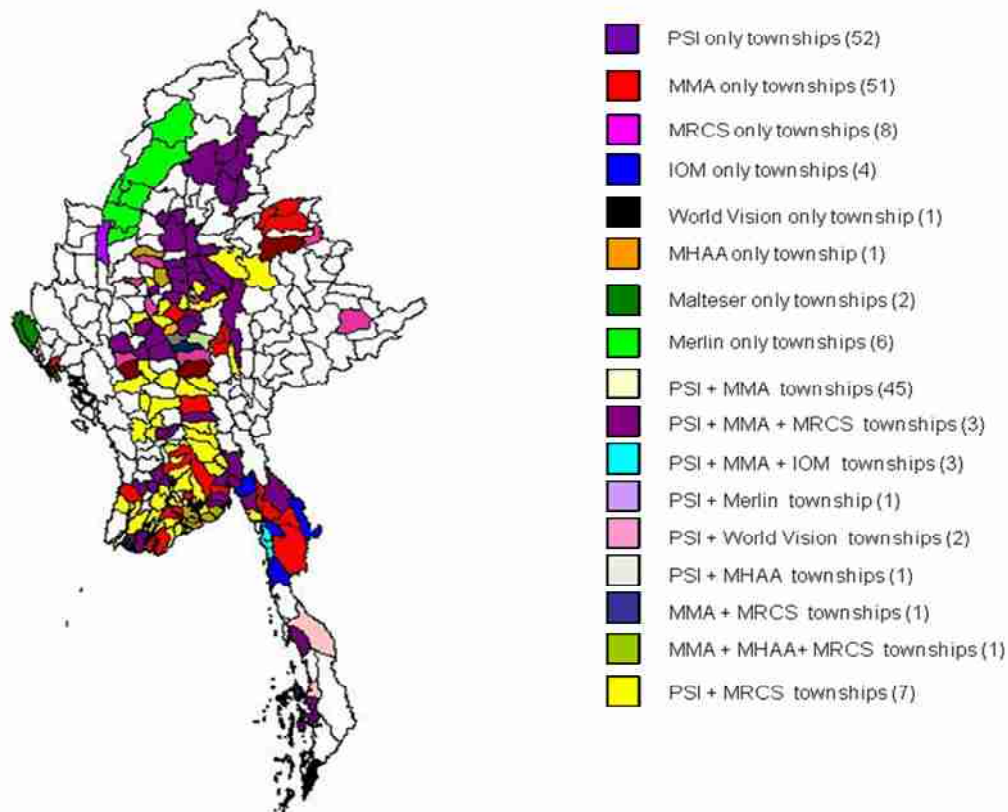 PSI only townships (52)
MMA only townships (51)
MRCS only townships (8)
IOM only townships (4)
World Vision only township (1)
MHAA only township (1)
Malteser only townships (2)
Merlin only townships (6)
PSI + MMA townships (45)
PSI + MMA + MRCS townships (3)
PSI + MMA + IOM townships (3)
PSI + Merlin township (1)
PSI + World Vision townships (2)
PSI + MHAA townships (1)
MMA + MRCS townships (1)
MMA + MHAA+ MRCS townships (1)
PSI + MRCS townships (7)